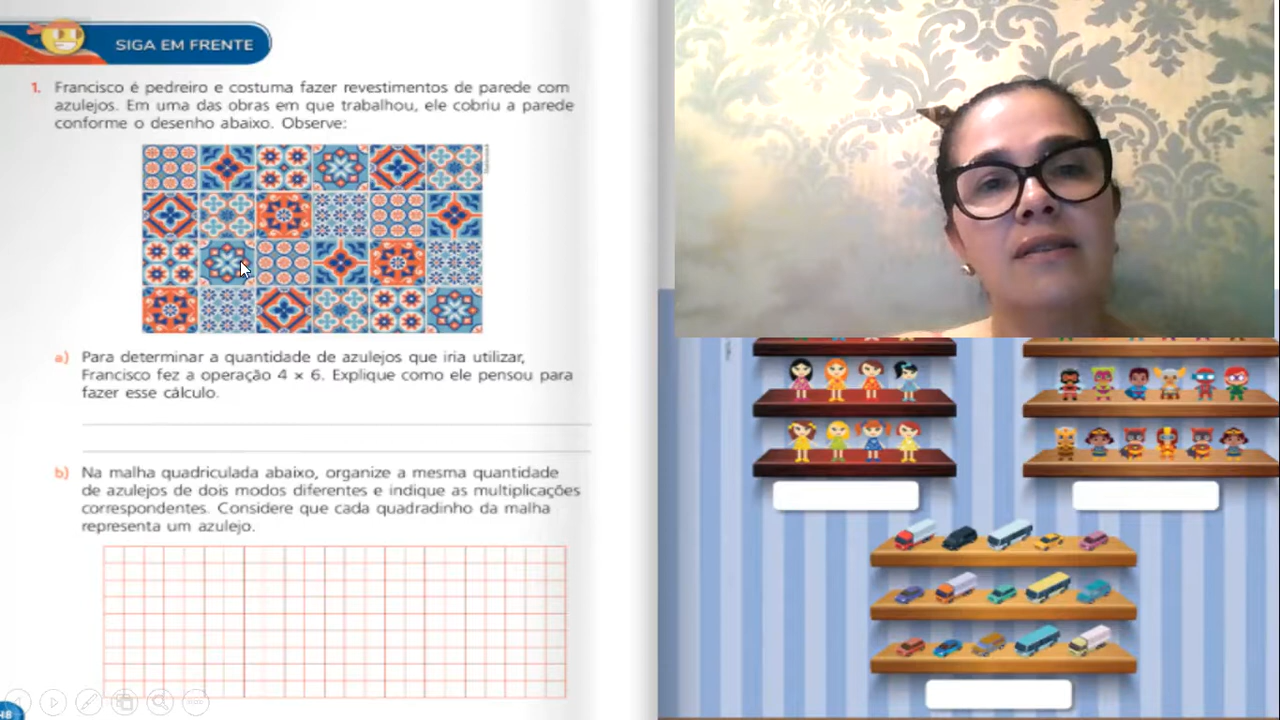 SIGA EM FRENTE
1. Francisco é pedreiro e costuma fazer revestimentos de parede com
azulejos. Em uma das obras em que trabalhou, ele cobriu a parede
conforme o desenho abaixo. Observe:
a) Para determinar a quantidade de azulejos que iria utilizar,
Francisco fez a operação 4 × 6. Explique como ele pensou para
fazer esse cálculo.
b) Na malha quadriculada abaixo, organize a mesma quantidade
de azulejos de dois modos diferentes e indique as multiplicações
correspondentes. Considere que cada quadradinho da malha
representa um azulejo.